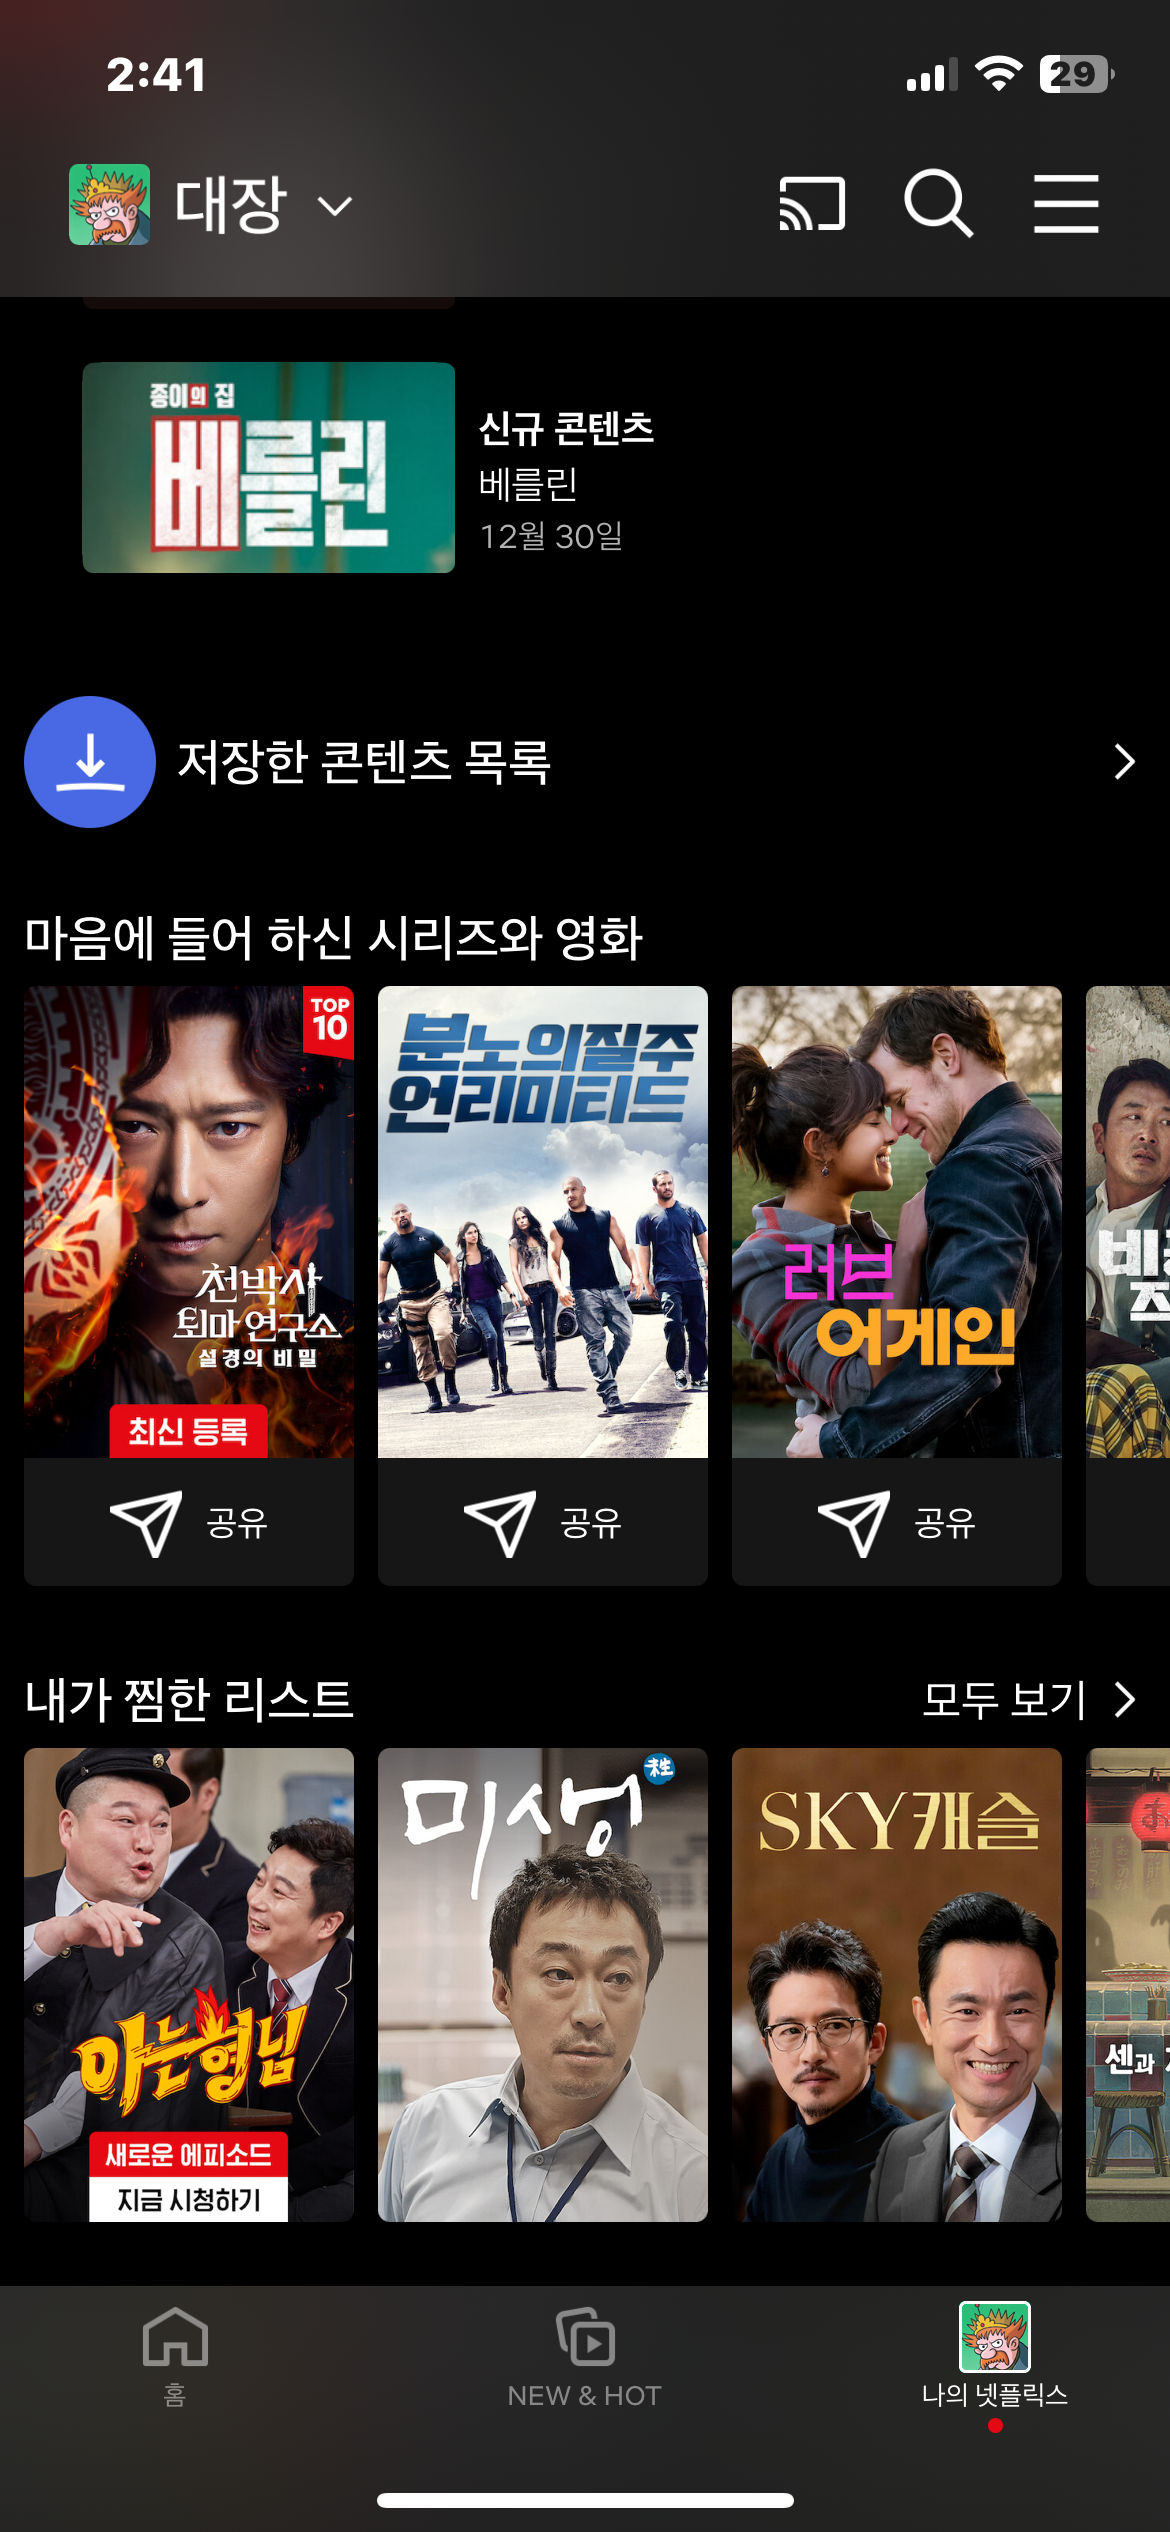 2:41
29
대장
종이의 집
베를린
신규 콘텐츠
베를린
12월 30일
저장한 콘텐츠 목록
마음에 들어 하신 시리즈와 영화
TOP
10
천박사
퇴마 연구소
설경의 비밀
최신 등록
분노의질주
언리미티드
러브
어게인
공유
공유
공유
내가 찜한 리스트
모두 보기
아는형님
새로운 에피소드
지금 시청하기
미생
SKY캐슬
센과
홈
NEW & HOT
나의 넷플릭스